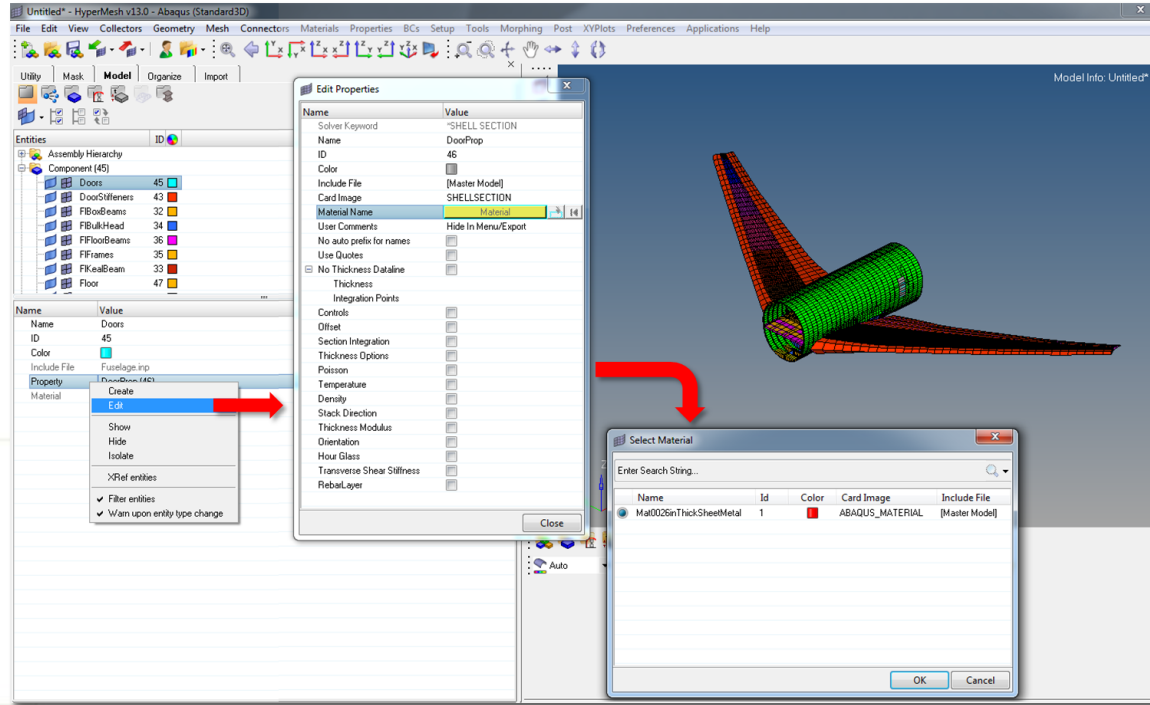 Untitled* - HyperMesh v13.0 - Abaqus (Standard3D)
File Edit View Collectors Geometry Mesh Connectors Materials Properties BCs Setup Tools Morphing Post XYPlots Preferences Applications Help
Utility Mask Model Organize Import
Model Info: Untitled*
Entities ID
Assembly Hierarchy
Component (45)
Doors 45
DoorStiffeners 43
FlBoxBeams 32
FlBulkHead 34
FlFloorBeams 36
FlFrames 35
FlKealBeam 33
Floor 47
Name Value
Name Doors
ID 45
Color
Include File Fuselage.inp
Property DoorProp (46)
Material
Create
Edit
Show
Hide
Isolate
XRef entities
Filter entities
Warn upon entity type change
Edit Properties
Name Value
Solver Keyword *SHELL SECTION
Name DoorProp
ID 46
Color
Include File [Master Model]
Card Image SHELLSECTION
Material Name Material
User Comments Hide In Menu/Export
No auto prefix for names
Use Quotes
No Thickness Dataline
Thickness
Integration Points
Controls
Offset
Section Integration
Thickness Options
Poisson
Temperature
Density
Stack Direction
Thickness Modulus
Orientation
Hour Glass
Transverse Shear Stiffness
RebarLayer
Close
Z
Auto
Select Material
Enter Search String...
Name Id Color Card Image Include File
Mat0026inThickSheetMetal 1 ABAQUS_MATERIAL [Master Model]
OK Cancel